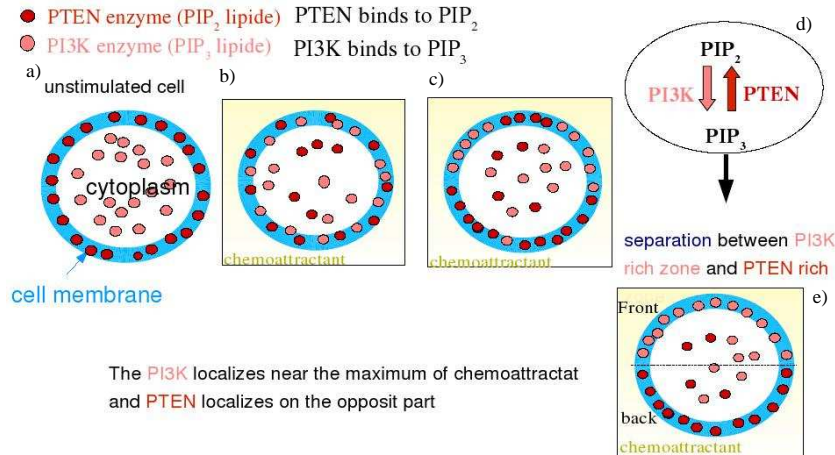 PTEN enzyme (PIP2 lipide) PTEN binds to PIP2
PI3K enzyme (PIP3 lipide) PI3K binds to PIP3
a) unstimulated cell
cytoplasm
cell membrane
b)
chemoattractant
c)
chemoattractant
d)
PIP2
PI3K PTEN
PIP3
separation between PI3K
rich zone and PTEN rich
e)
Front
back
chemoattractant
The PI3K localizes near the maximum of chemoattractat
and PTEN localizes on the opposit part